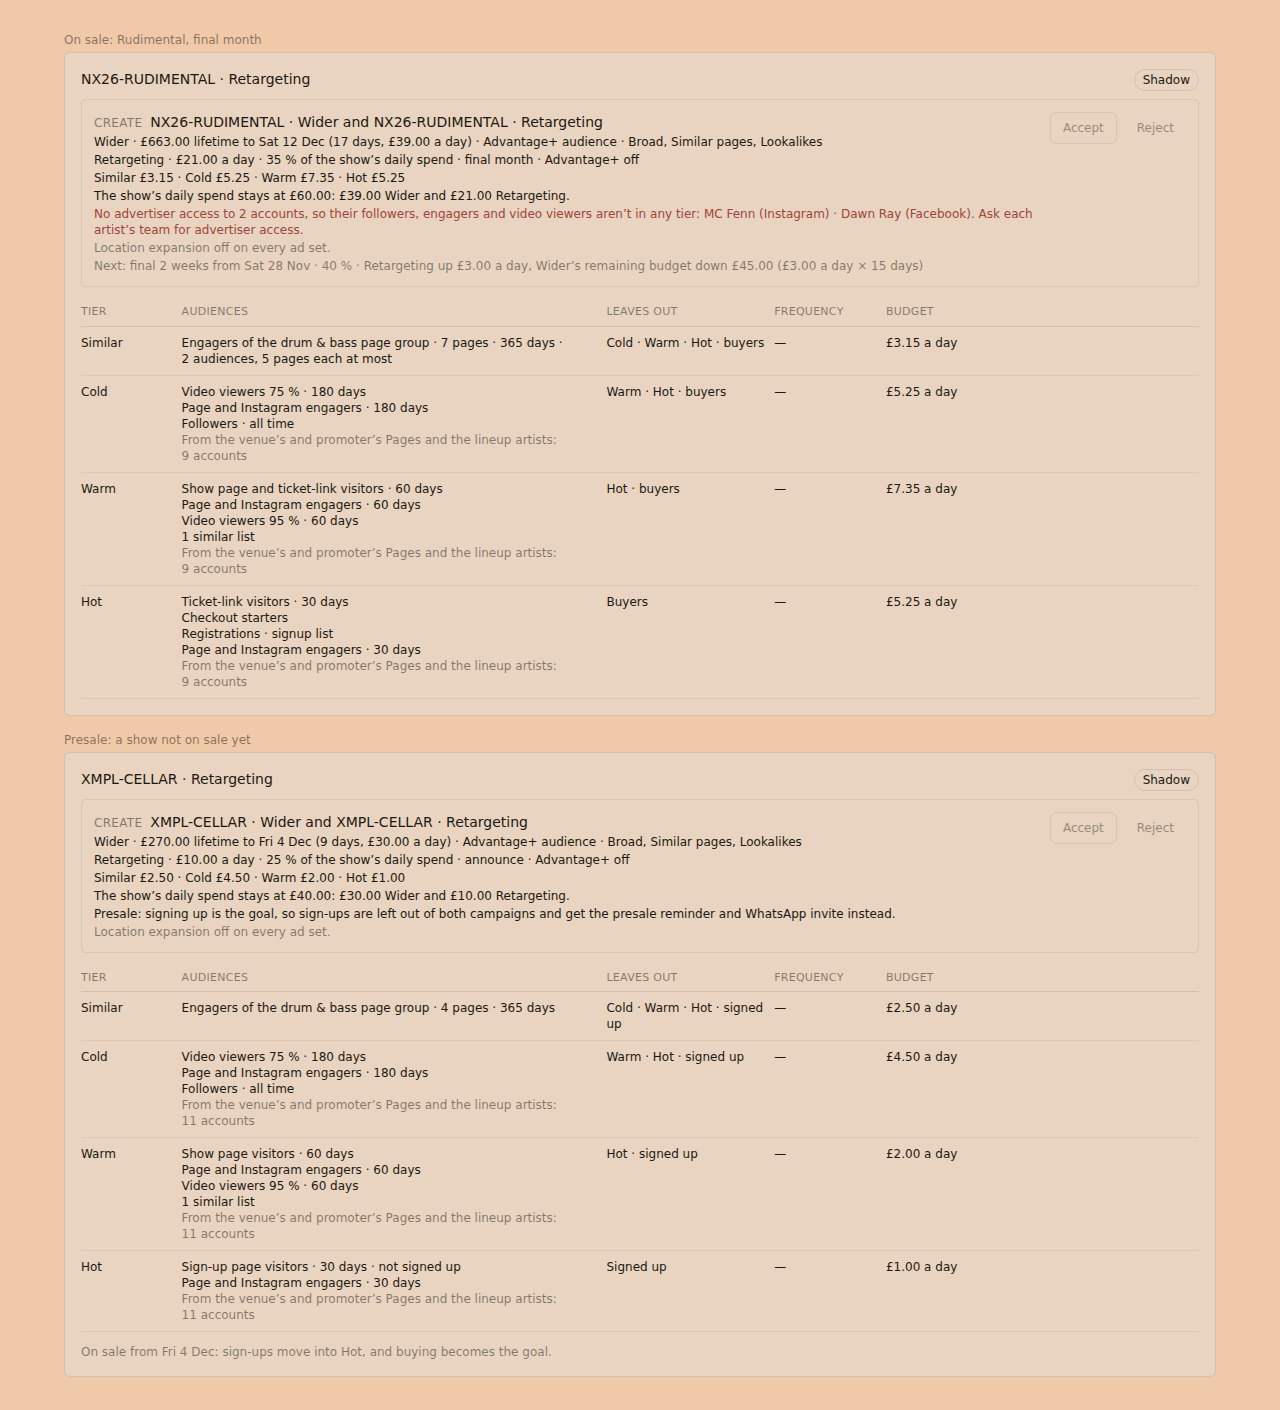 On sale: Rudimental, final month
NX26-RUDIMENTAL · Retargeting
Shadow
CREATE NX26-RUDIMENTAL · Wider and NX26-RUDIMENTAL · Retargeting
Accept
Reject
Wider · £663.00 lifetime to Sat 12 Dec (17 days, £39.00 a day) · Advantage+ audience · Broad, Similar pages, Lookalikes
Retargeting · £21.00 a day · 35 % of the show’s daily spend · final month · Advantage+ off
Similar £3.15 · Cold £5.25 · Warm £7.35 · Hot £5.25
The show’s daily spend stays at £60.00: £39.00 Wider and £21.00 Retargeting.
No advertiser access to 2 accounts, so their followers, engagers and video viewers aren’t in any tier: MC Fenn (Instagram) · Dawn Ray (Facebook). Ask each
artist’s team for advertiser access.
Location expansion off on every ad set.
Next: final 2 weeks from Sat 28 Nov · 40 % · Retargeting up £3.00 a day, Wider’s remaining budget down £45.00 (£3.00 a day × 15 days)
TIER AUDIENCES LEAVES OUT FREQUENCY BUDGET
Similar Engagers of the drum & bass page group · 7 pages · 365 days · Cold · Warm · Hot · buyers — £3.15 a day
2 audiences, 5 pages each at most
Cold Video viewers 75 % · 180 days Warm · Hot · buyers — £5.25 a day
Page and Instagram engagers · 180 days
Followers · all time
From the venue’s and promoter’s Pages and the lineup artists:
9 accounts
Warm Show page and ticket-link visitors · 60 days Hot · buyers — £7.35 a day
Page and Instagram engagers · 60 days
Video viewers 95 % · 60 days
1 similar list
From the venue’s and promoter’s Pages and the lineup artists:
9 accounts
Hot Ticket-link visitors · 30 days Buyers — £5.25 a day
Checkout starters
Registrations · signup list
Page and Instagram engagers · 30 days
From the venue’s and promoter’s Pages and the lineup artists:
9 accounts
Presale: a show not on sale yet
XMPL-CELLAR · Retargeting
Shadow
CREATE XMPL-CELLAR · Wider and XMPL-CELLAR · Retargeting
Accept
Reject
Wider · £270.00 lifetime to Fri 4 Dec (9 days, £30.00 a day) · Advantage+ audience · Broad, Similar pages, Lookalikes
Retargeting · £10.00 a day · 25 % of the show’s daily spend · announce · Advantage+ off
Similar £2.50 · Cold £4.50 · Warm £2.00 · Hot £1.00
The show’s daily spend stays at £40.00: £30.00 Wider and £10.00 Retargeting.
Presale: signing up is the goal, so sign-ups are left out of both campaigns and get the presale reminder and WhatsApp invite instead.
Location expansion off on every ad set.
TIER AUDIENCES LEAVES OUT FREQUENCY BUDGET
Similar Engagers of the drum & bass page group · 4 pages · 365 days Cold · Warm · Hot · signed — £2.50 a day
up
Cold Video viewers 75 % · 180 days Warm · Hot · signed up — £4.50 a day
Page and Instagram engagers · 180 days
Followers · all time
From the venue’s and promoter’s Pages and the lineup artists:
11 accounts
Warm Show page visitors · 60 days Hot · signed up — £2.00 a day
Page and Instagram engagers · 60 days
Video viewers 95 % · 60 days
1 similar list
From the venue’s and promoter’s Pages and the lineup artists:
11 accounts
Hot Sign-up page visitors · 30 days · not signed up Signed up — £1.00 a day
Page and Instagram engagers · 30 days
From the venue’s and promoter’s Pages and the lineup artists:
11 accounts
On sale from Fri 4 Dec: sign-ups move into Hot, and buying becomes the goal.